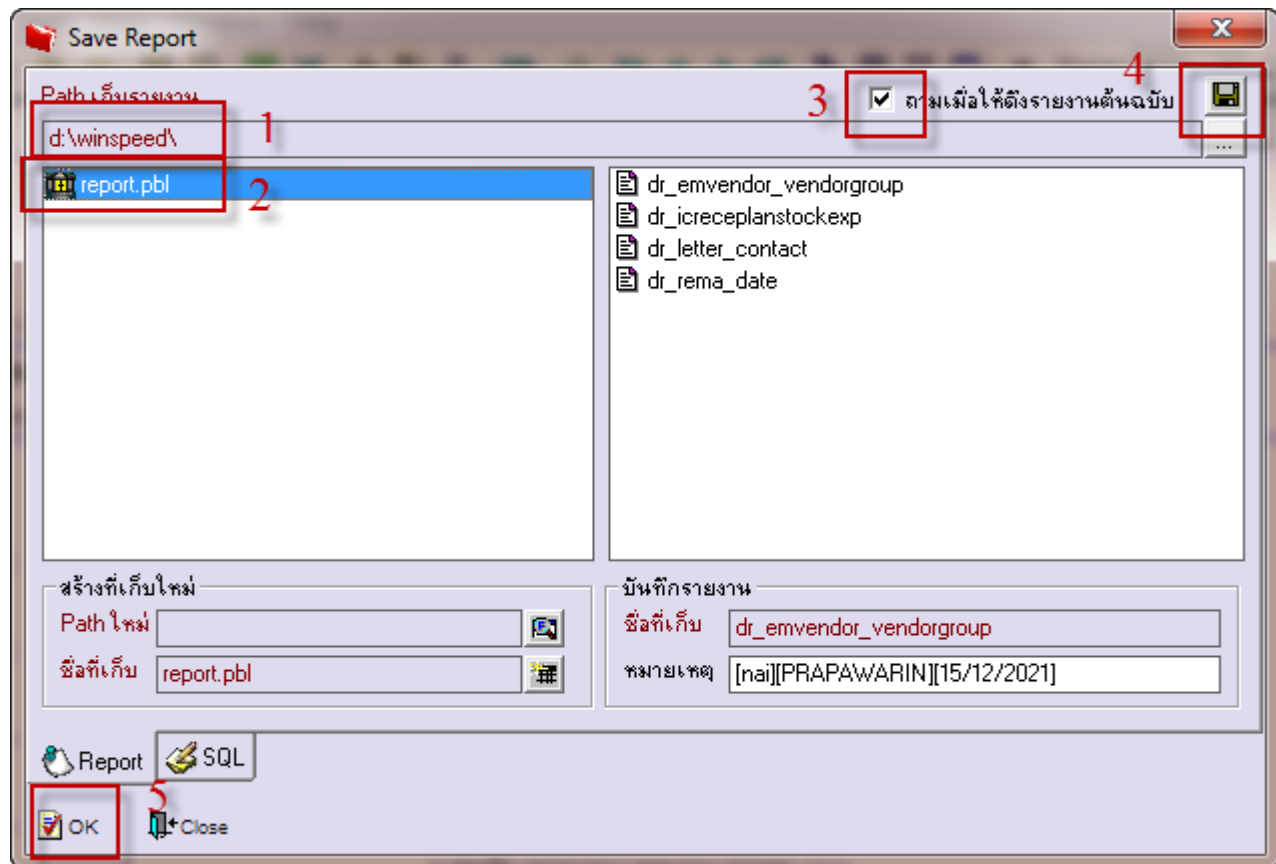 Save Report
Path เก็บรายงาน
ถามเมื่อให้ดึงรายงานต้นฉบับ
4
3
d:\winspeed\
1
...
report.pbl
2
dr_emvendor_vendorgroup
dr_icreceplanstockexp
dr_letter_contact
dr_rema_date
สร้างที่เก็บใหม่
Path ใหม่
ชื่อที่เก็บ
report.pbl
บันทึกรายงาน
ชื่อที่เก็บ
dr_emvendor_vendorgroup
หมายเหตุ
[nai][PRAPAWARIN][15/12/2021]
Report
SQL
5
OK
Close